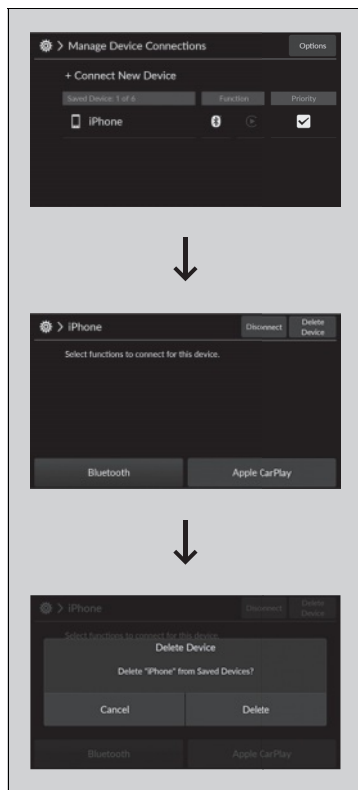 > Manage Device Connections Options
+ Connect New Device
Saved Device: 1 of 6 Function Priority
iPhone
> iPhone Disconnect Delete Device
Select functions to connect for this device.
Bluetooth Apple CarPlay
> iPhone Disconnect Delete Device
Select functions to connect for this device.
Delete Device
Delete "iPhone" from Saved Devices?
Cancel Delete
Bluetooth Apple CarPlay